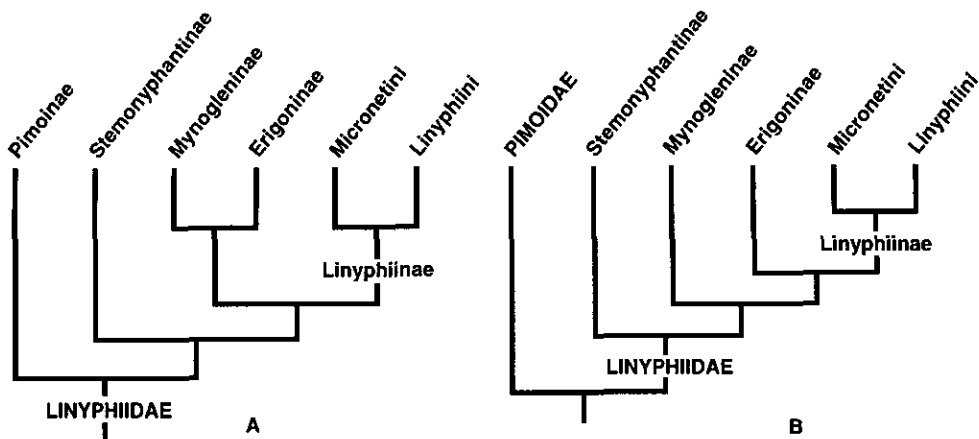 Pimoinae
Stemonyphantinae
Mynogleninae
Erigoninae
Micronetini
Linyphiini
Linyphiinae
LINYPHIIDAE
A
PIMOIDAE
Stemonyphantinae
Mynogleninae
Erigoninae
Micronetini
Linyphiini
Linyphiinae
LINYPHIIDAE
B